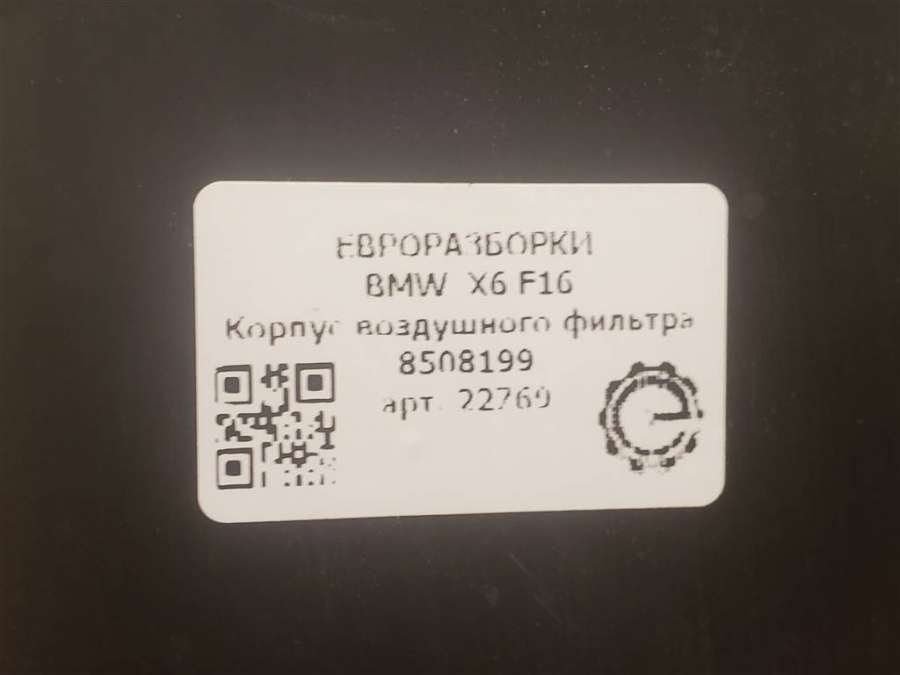 ЕВРОРАЗБОРКИ
BMW X6 F16
Корпус воздушного фильтра
8508199
арт. 22769